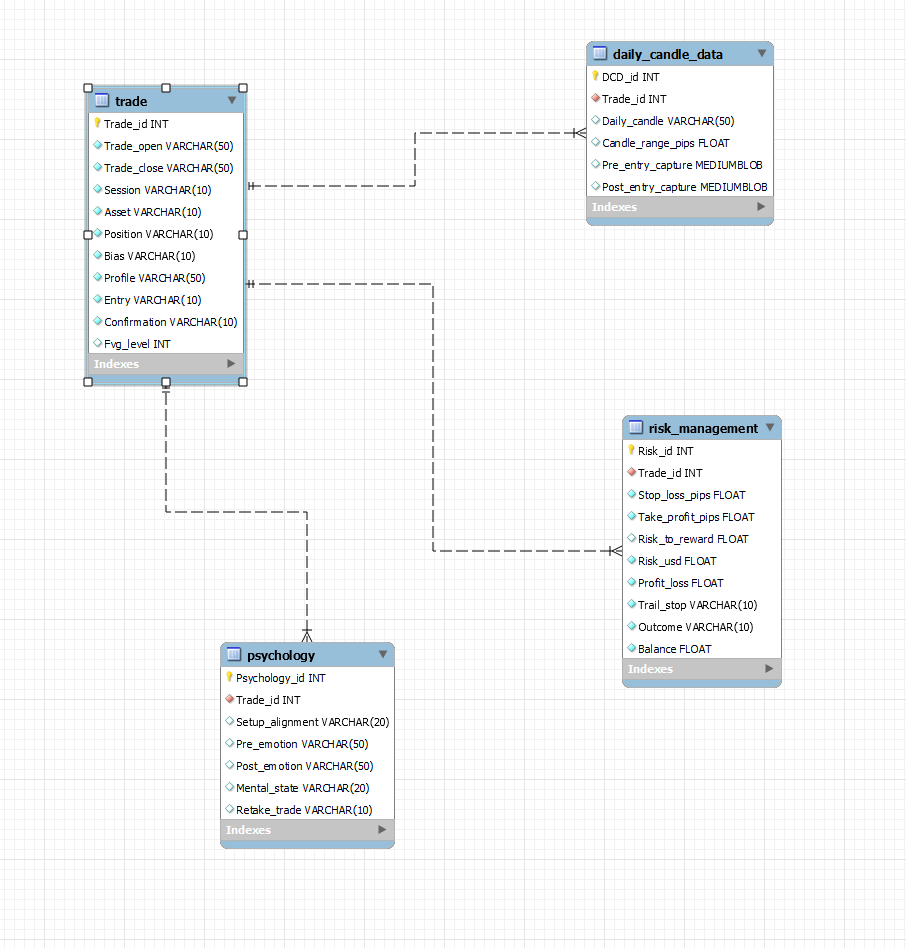 trade
Trade_id INT
Trade_open VARCHAR(50)
Trade_close VARCHAR(50)
Session VARCHAR(10)
Asset VARCHAR(10)
Position VARCHAR(10)
Bias VARCHAR(10)
Profile VARCHAR(50)
Entry VARCHAR(10)
Confirmation VARCHAR(10)
Fvg_level INT
Indexes
daily_candle_data
DCD_id INT
Trade_id INT
Daily_candle VARCHAR(50)
Candle_range_pips FLOAT
Pre_entry_capture MEDIUMBLOB
Post_entry_capture MEDIUMBLOB
Indexes
risk_management
Risk_id INT
Trade_id INT
Stop_loss_pips FLOAT
Take_profit_pips FLOAT
Risk_to_reward FLOAT
Risk_usd FLOAT
Profit_loss FLOAT
Trail_stop VARCHAR(10)
Outcome VARCHAR(10)
Balance FLOAT
Indexes
psychology
Psychology_id INT
Trade_id INT
Setup_alignment VARCHAR(20)
Pre_emotion VARCHAR(50)
Post_emotion VARCHAR(50)
Mental_state VARCHAR(20)
Retake_trade VARCHAR(10)
Indexes